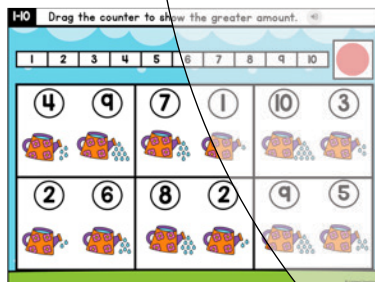 1-10 Drag the counter to show the greater amount.
1 2 3 4 5 6 7 8 9 10
4 9 7 1 10 3
2 6 8 2 9 5